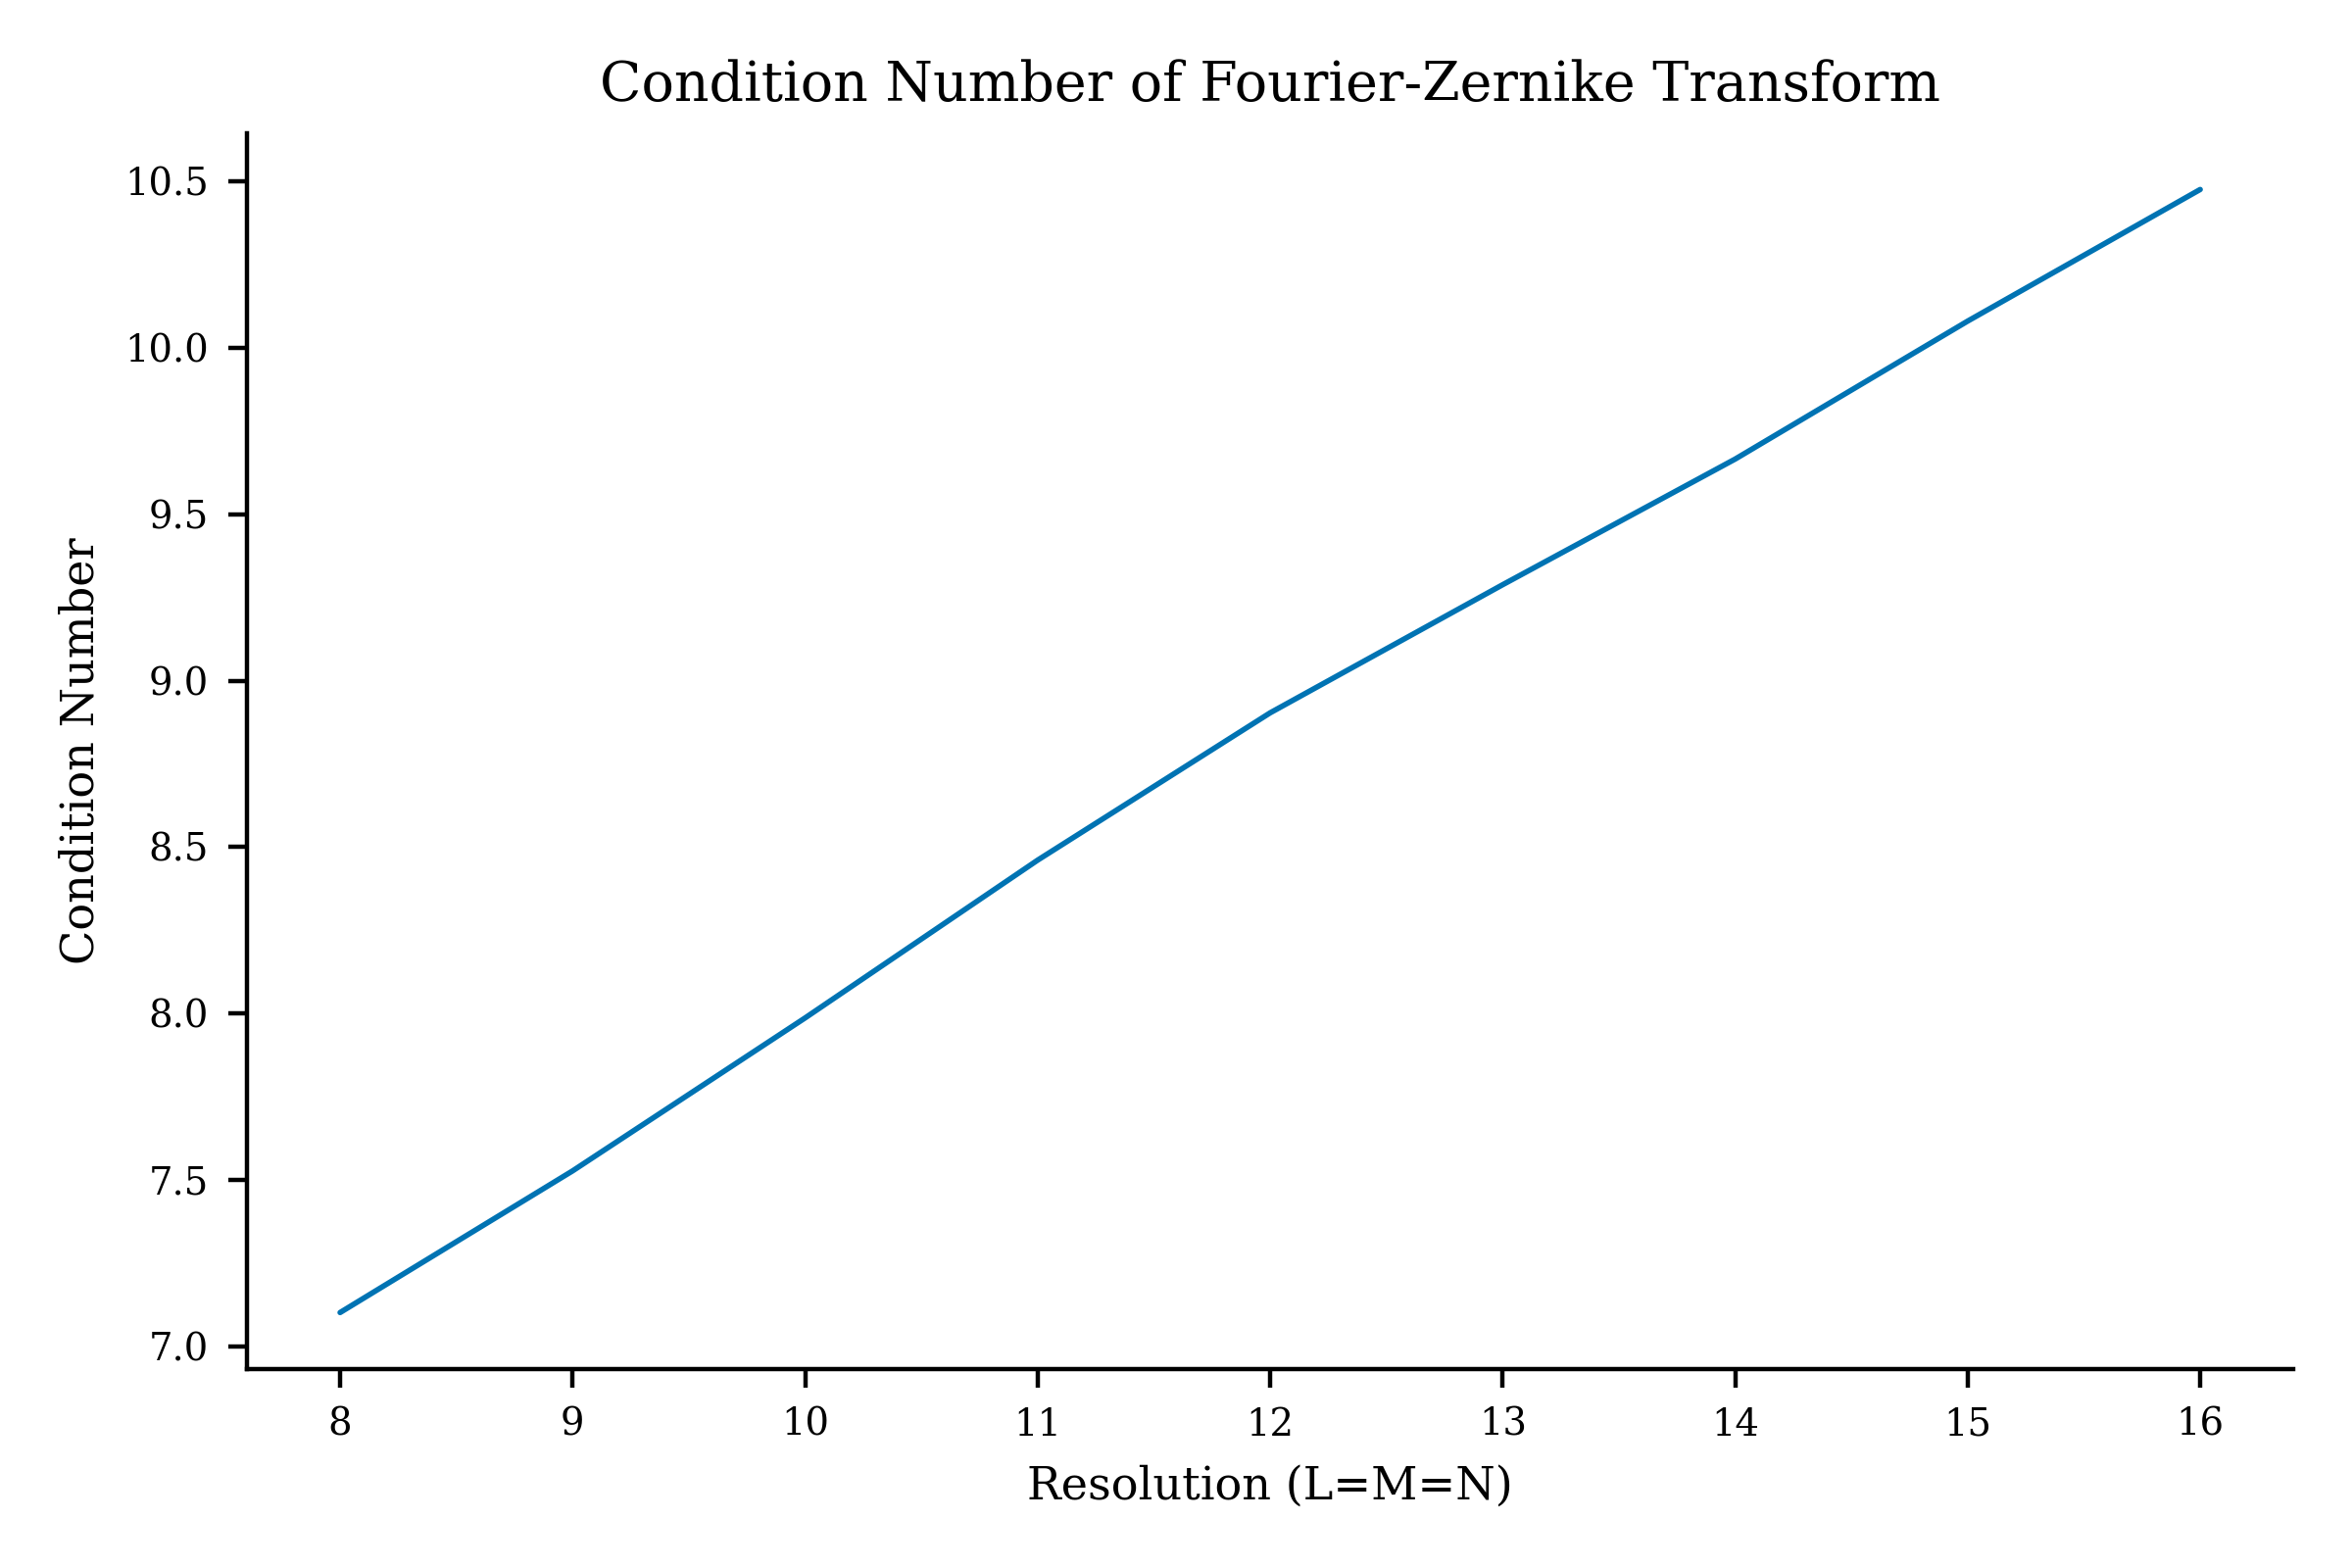 Condition Number of Fourier-Zernike Transform
Condition Number
10.5
10.0
9.5
9.0
8.5
8.0
7.5
7.0
8 9 10 11 12 13 14 15 16
Resolution (L=M=N)